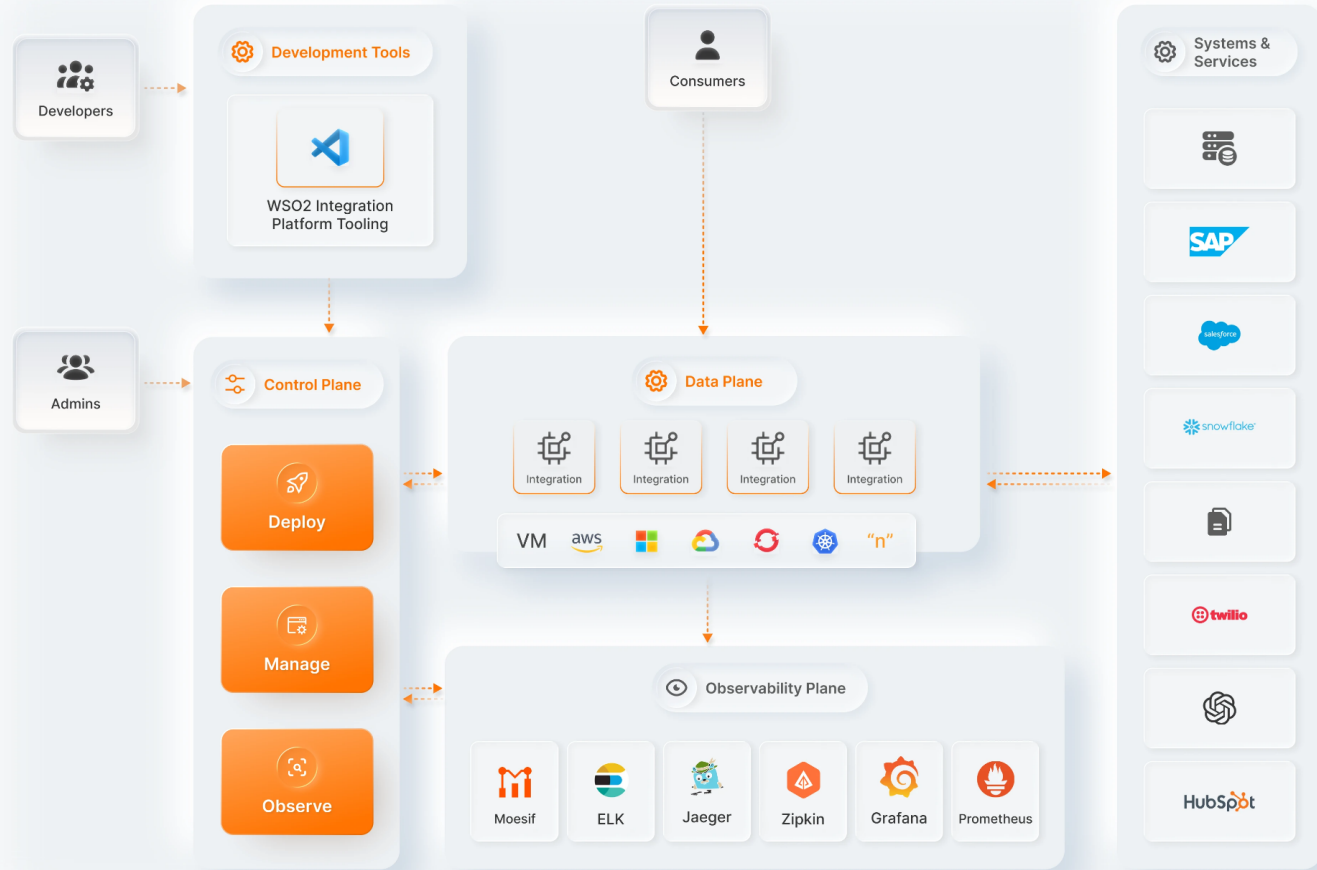 Developers
Development Tools
WSO2 Integration
Platform Tooling
Consumers
Systems &
Services
SAP
salesforce
snowflake
twilio
HubSpot
Admins
Control Plane
Deploy
Manage
Observe
Data Plane
Integration
Integration
Integration
Integration
VM
aws
“n”
Observability Plane
Moesif
ELK
Jaeger
Zipkin
Grafana
Prometheus